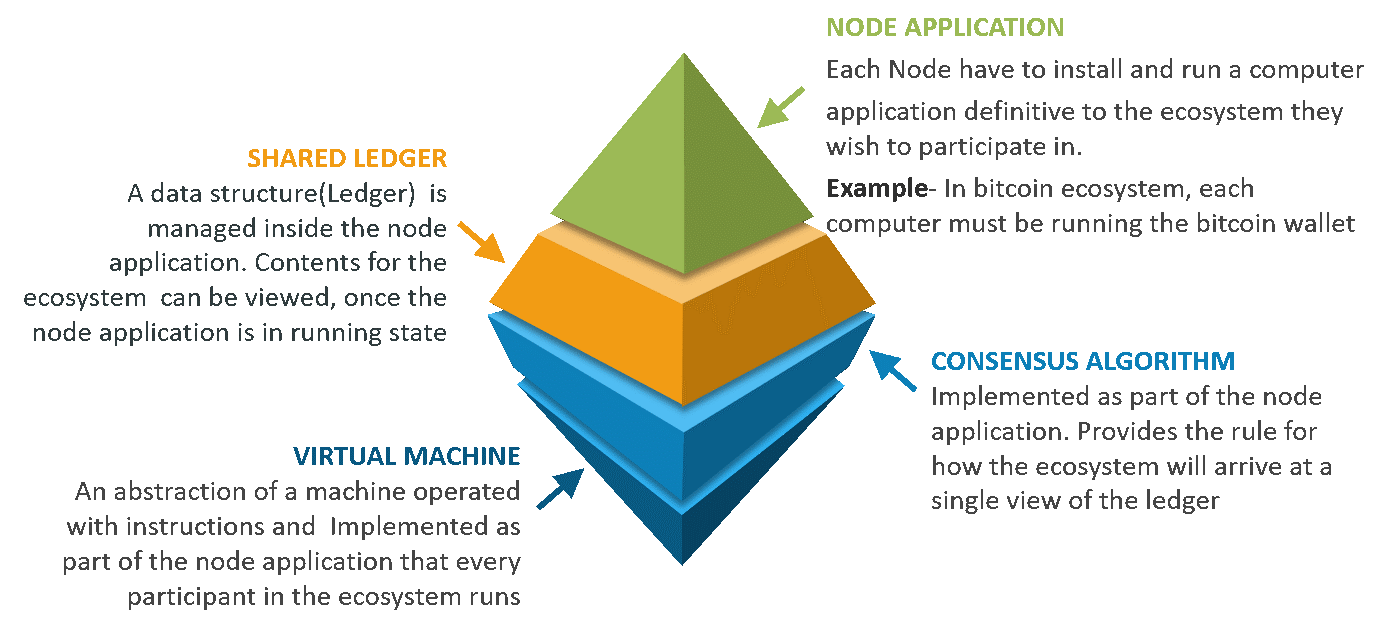 NODE APPLICATION
Each Node have to install and run a computer
application definitive to the ecosystem they
wish to participate in.
Example- In bitcoin ecosystem, each
computer must be running the bitcoin wallet
SHARED LEDGER
A data structure(Ledger)  is
managed inside the node
application. Contents for the
ecosystem  can be viewed, once the
node application is in running state
CONSENSUS ALGORITHM
Implemented as part of the node
application. Provides the rule for
how the ecosystem will arrive at a
single view of the ledger
VIRTUAL MACHINE
An abstraction of a machine operated
with instructions and  Implemented as
part of the node application that every
participant in the ecosystem runs